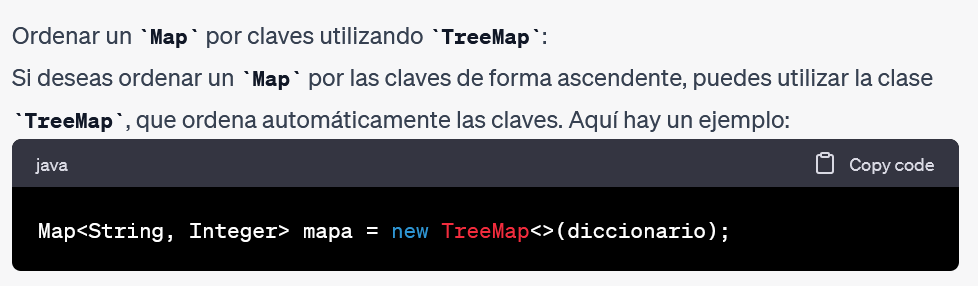 Ordenar un `Map` por claves utilizando `TreeMap`:
Si deseas ordenar un `Map` por las claves de forma ascendente, puedes utilizar la clase
`TreeMap`, que ordena automáticamente las claves. Aquí hay un ejemplo:
java Copy code
Map<String, Integer> mapa = new TreeMap<>(diccionario);